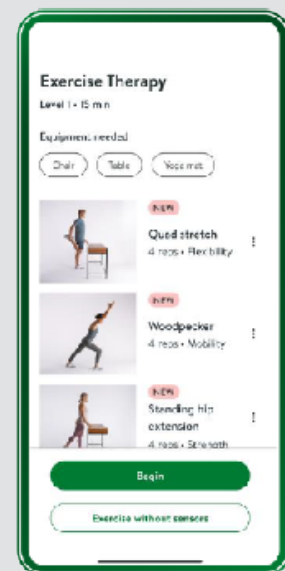 Exercise Therapy
Level 1 • 15 min
Equipment needed
Chair
Table
Yoga mat
NEW
Quad stretch
4 reps • Flexibility
NEW
Woodpecker
4 reps • Mobility
NEW
Standing hip
extension
4 reps • Strength
Begin
Exercise without sensors